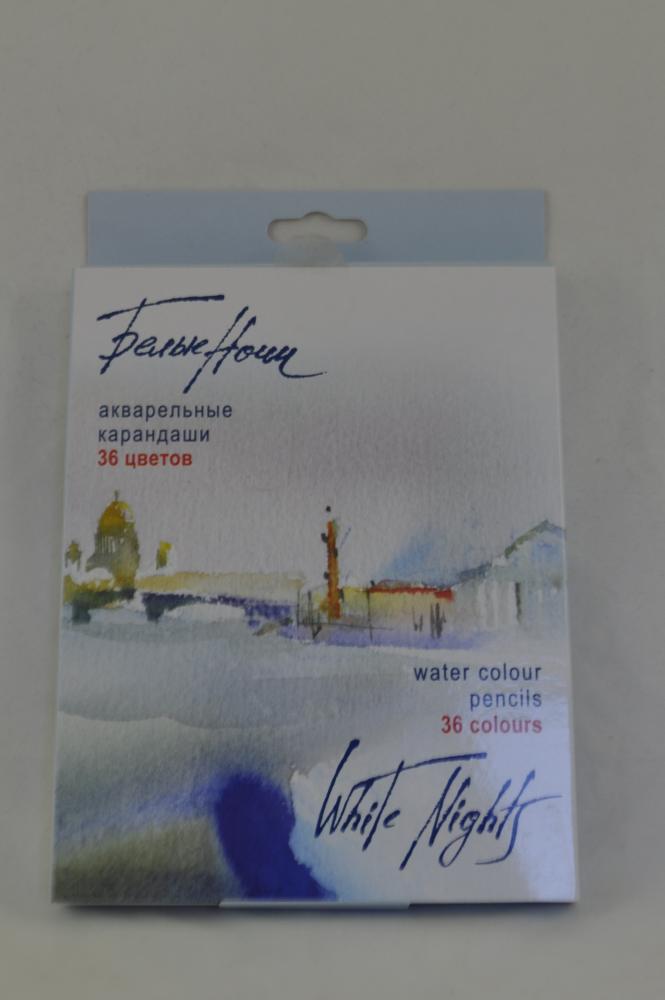 Белые Ночи
акварельные
карандаши
36 цветов
water colour
pencils
36 colours
White Nights